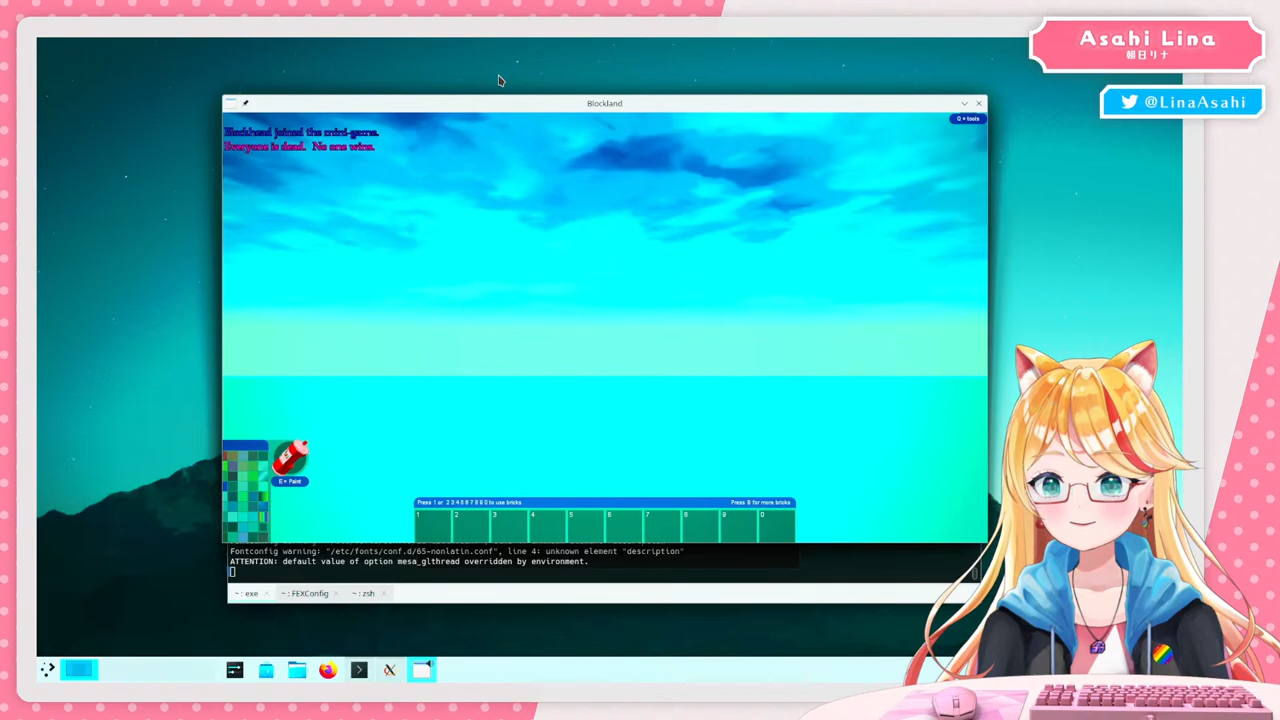 Asahi Lina
朝日リナ
@LinaAsahi
Blockland
Q = tools
Blockhead joined the mini-game.
Everyone is dead.  No one wins.
E = Paint
Press 1 or 2 3 4 5 6 7 8 9 0 to use bricks
Press B for more bricks
1 2 3 4 5 6 7 8 9 0
Fontconfig warning: "/etc/fonts/conf.d/65-nonlatin.conf", line 4: unknown element "description"
ATTENTION: default value of option mesa_glthread overridden by environment.
~ : exe
~ : FEXConfig
~ : zsh